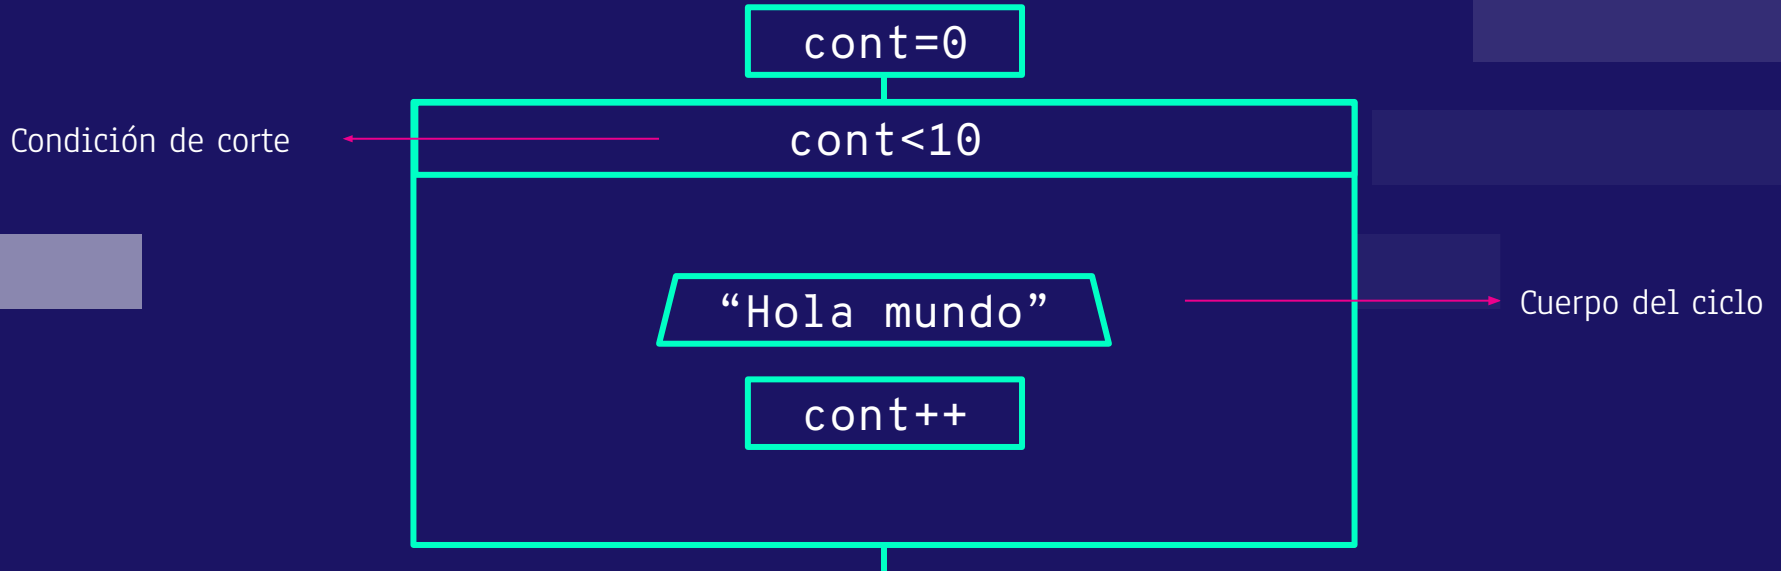 cont=0
Condición de corte
cont<10
“Hola mundo”
Cuerpo del ciclo
cont++